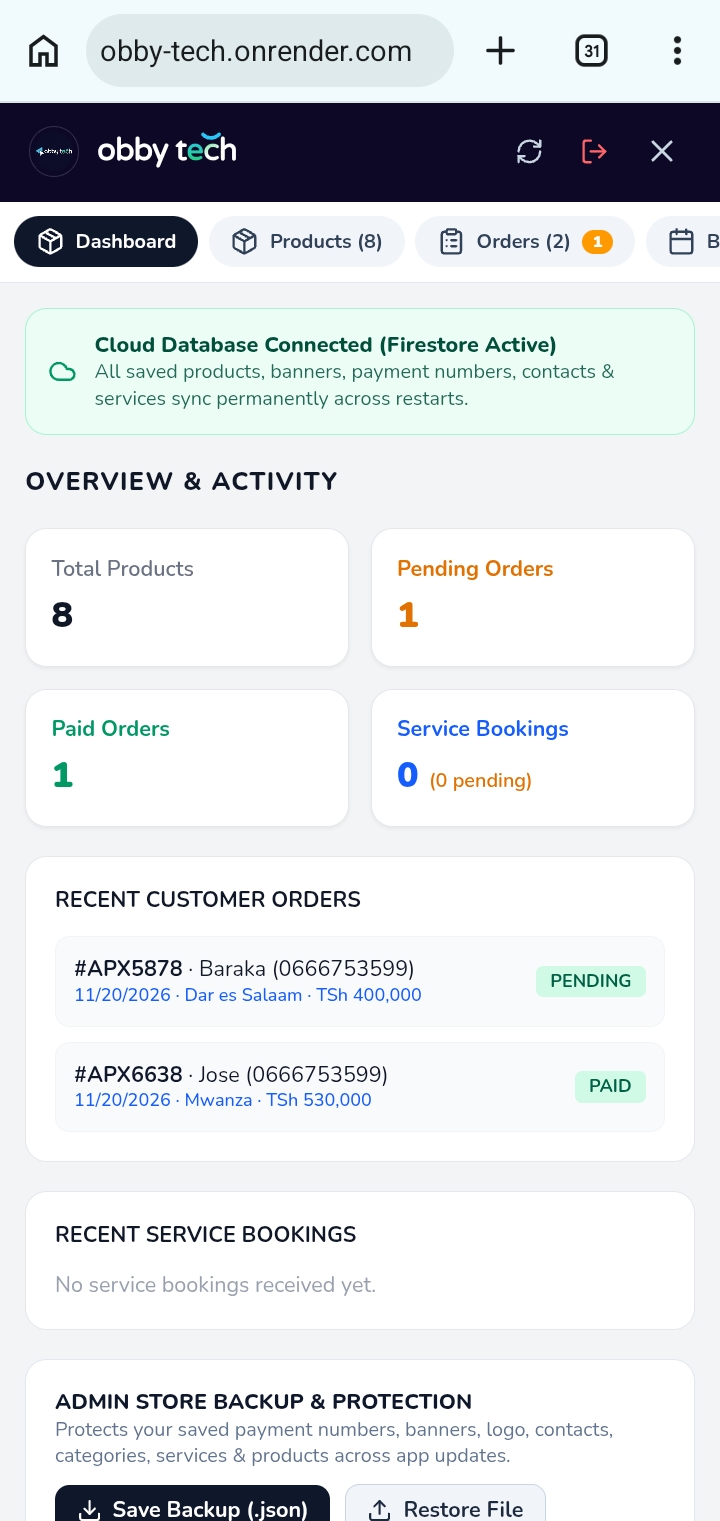 obby-tech.onrender.com
31
obby tech
obby tech
Dashboard
Products (8)
Orders (2) 1
B
Cloud Database Connected (Firestore Active)
All saved products, banners, payment numbers, contacts &
services sync permanently across restarts.
OVERVIEW & ACTIVITY
Total Products
8
Pending Orders
1
Paid Orders
1
Service Bookings
0 (0 pending)
RECENT CUSTOMER ORDERS
#APX5878 · Baraka (0666753599)
11/20/2026 · Dar es Salaam · TSh 400,000
PENDING
#APX6638 · Jose (0666753599)
11/20/2026 · Mwanza · TSh 530,000
PAID
RECENT SERVICE BOOKINGS
No service bookings received yet.
ADMIN STORE BACKUP & PROTECTION
Protects your saved payment numbers, banners, logo, contacts,
categories, services & products across app updates.
Save Backup (.json)
Restore File